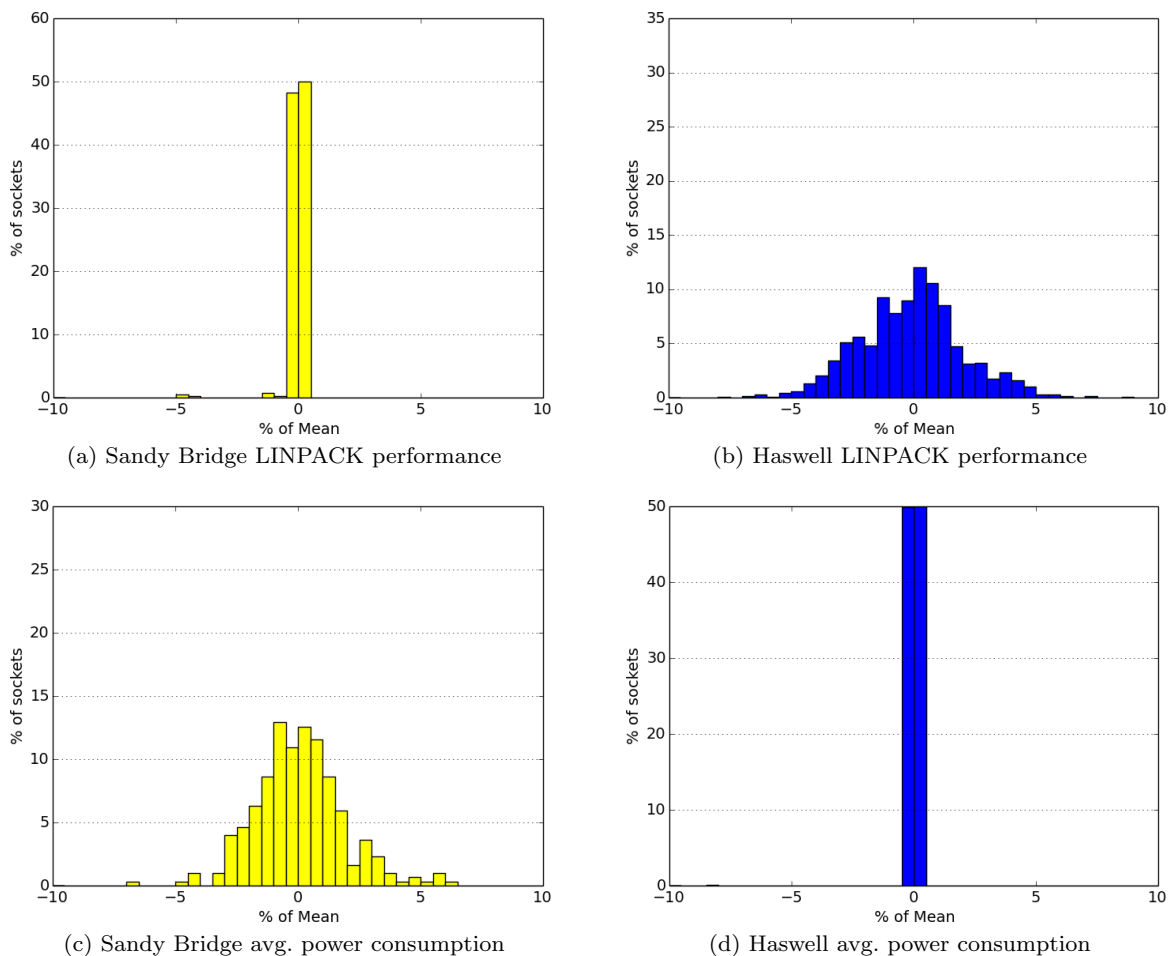 60
50
40
30
20
10
0
% of sockets
−10 −5 0 5 10
% of Mean
(a) Sandy Bridge LINPACK performance
35
30
25
20
15
10
5
0
% of sockets
−10 −5 0 5 10
% of Mean
(b) Haswell LINPACK performance
30
25
20
15
10
5
0
% of sockets
−10 −5 0 5 10
% of Mean
(c) Sandy Bridge avg. power consumption
50
40
30
20
10
0
% of sockets
−10 −5 0 5 10
% of Mean
(d) Haswell avg. power consumption